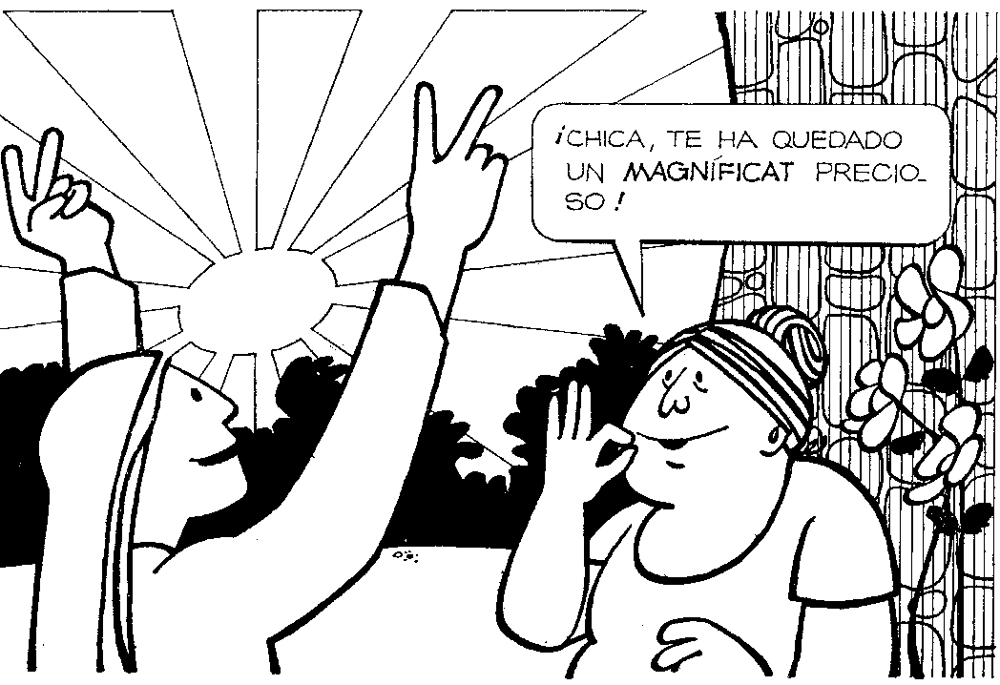 ¡CHICA, TE HA QUEDADO
UN MAGNÍFICAT PRECIO-
SO!